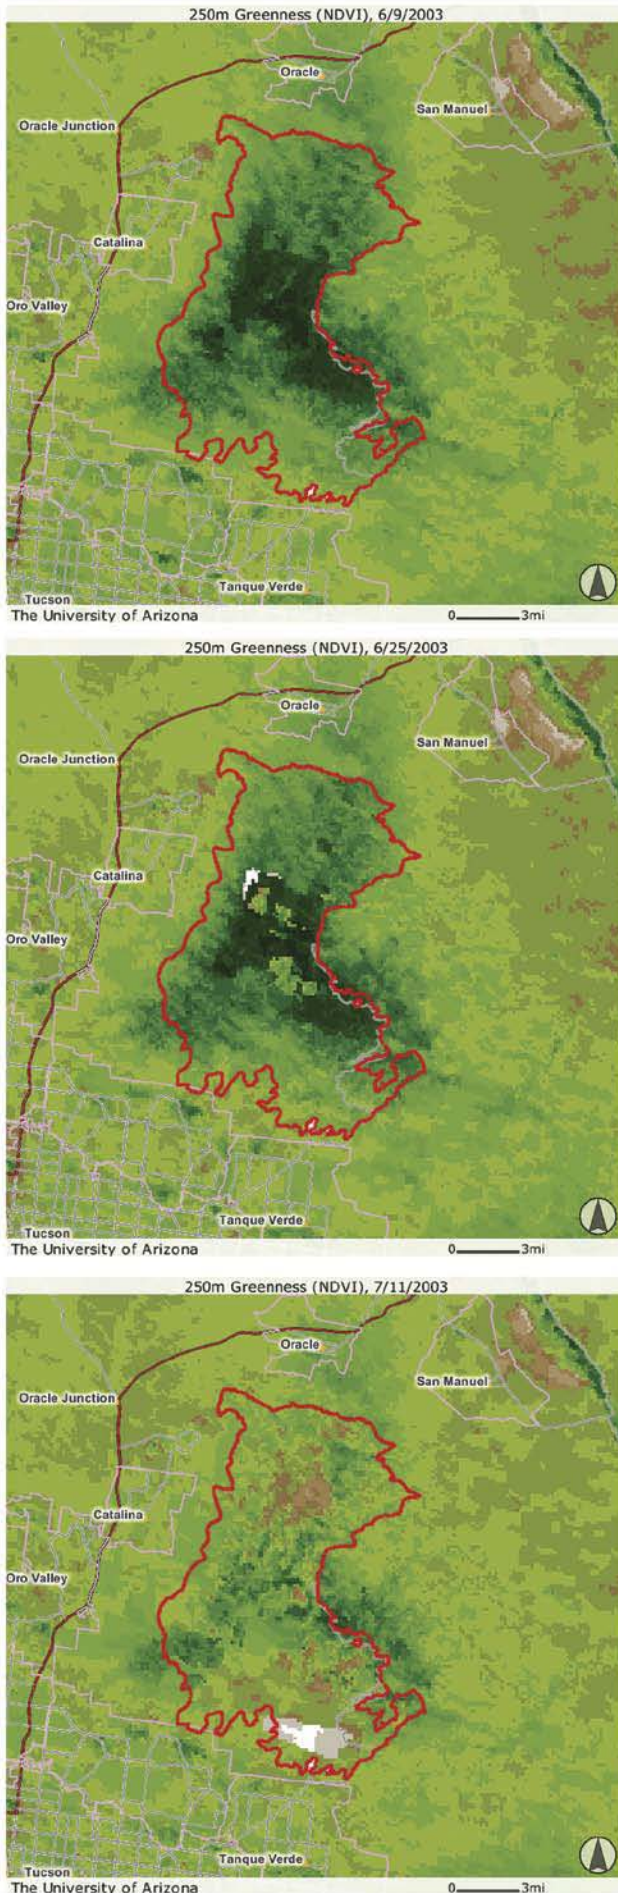 250m Greenness (NDVI), 6/9/2003
Oracle
San Manuel
Oracle Junction
Catalina
Oro Valley
Tanque Verde
Tucson
The University of Arizona
0 3mi
250m Greenness (NDVI), 6/25/2003
Oracle
San Manuel
Oracle Junction
Catalina
Oro Valley
Tanque Verde
Tucson
The University of Arizona
0 3mi
250m Greenness (NDVI), 7/11/2003
Oracle
San Manuel
Oracle Junction
Catalina
Oro Valley
Tanque Verde
Tucson
The University of Arizona
0 3mi